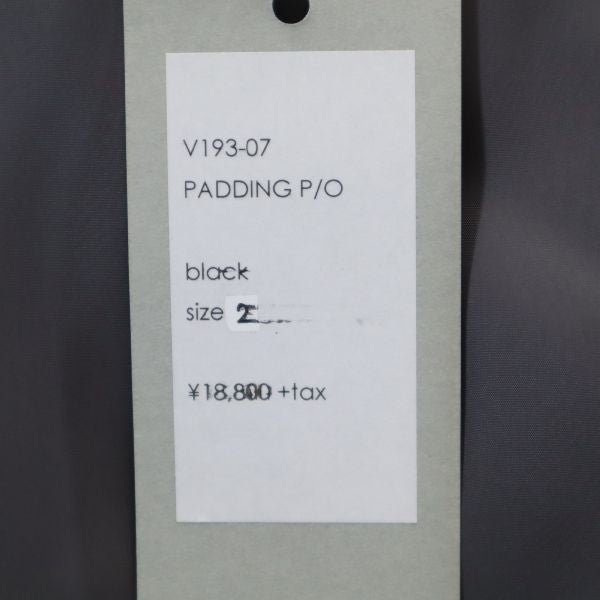 V193-07
PADDING P/O
black
size 2
¥18,800 +tax